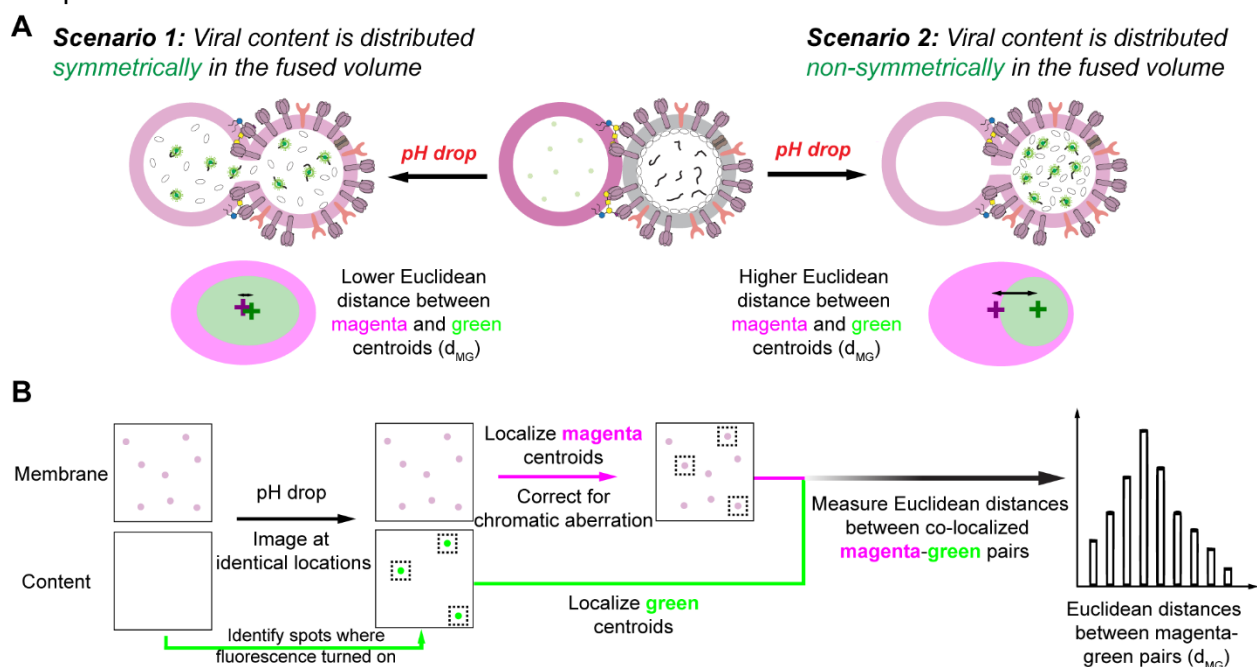 A
Scenario 1: Viral content is distributed
symmetrically in the fused volume
Scenario 2: Viral content is distributed
non-symmetrically in the fused volume
pH drop
pH drop
Lower Euclidean
distance between
magenta and green
centroids (dMG)
Higher Euclidean
distance between
magenta and green
centroids (dMG)
B
Membrane
Content
pH drop
Image at
identical locations
Identify spots where
fluorescence turned on
Localize magenta
centroids
Correct for
chromatic aberration
Localize green
centroids
Measure Euclidean distances
between co-localized
magenta-green pairs
Euclidean distances
between magenta-
green pairs (dMG)